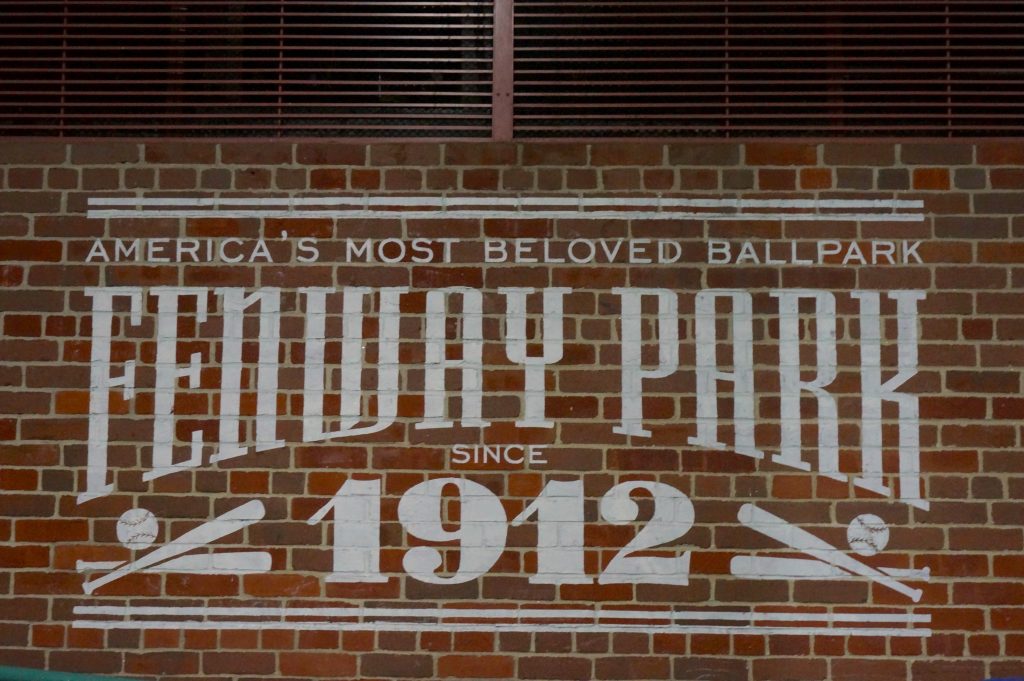 AMERICA'S MOST BELOVED BALLPARK
FENWAY PARK
SINCE
1912